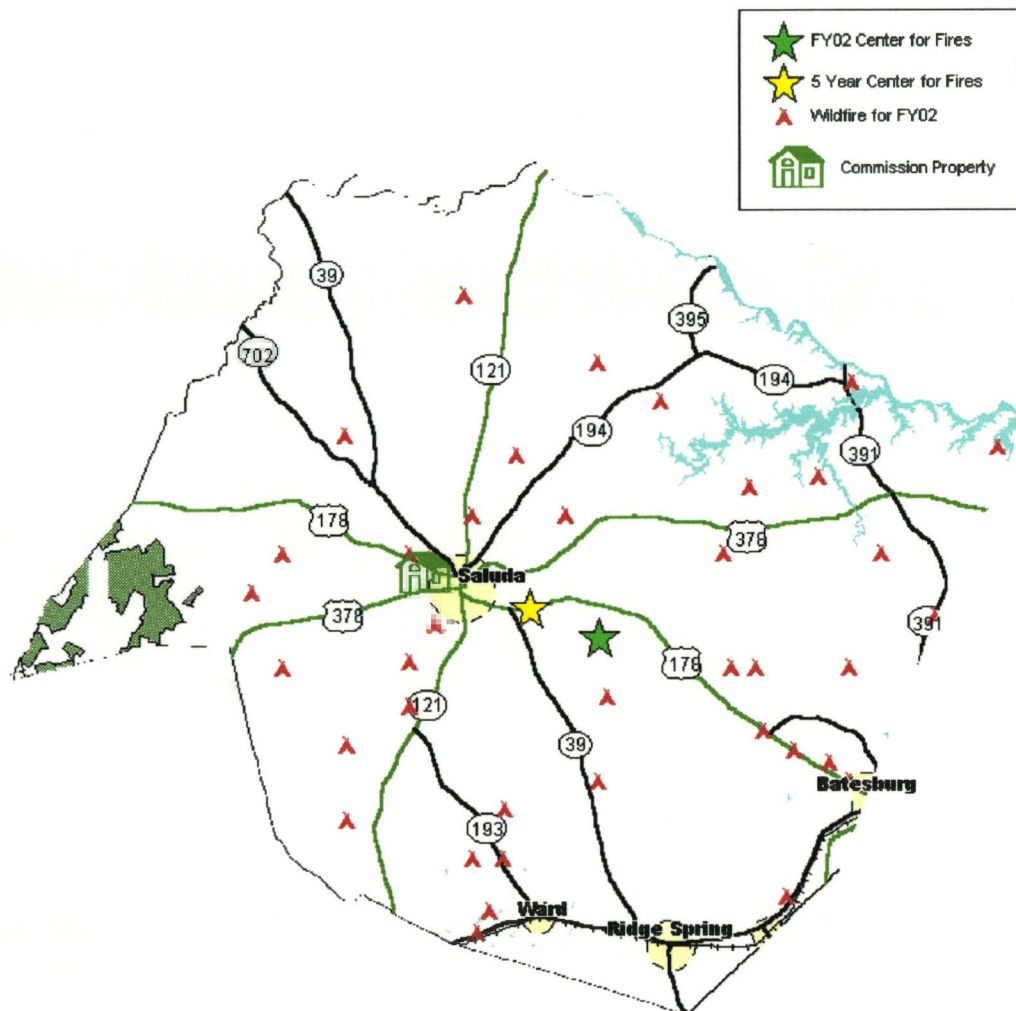 FY02 Center for Fires
5 Year Center for Fires
Wildfire for FY02
Commission Property
39
395
702
121
194
194
194
391
178
378
Saluda
378
391
178
121
39
Batesburg
193
Ward
Ridge Spring